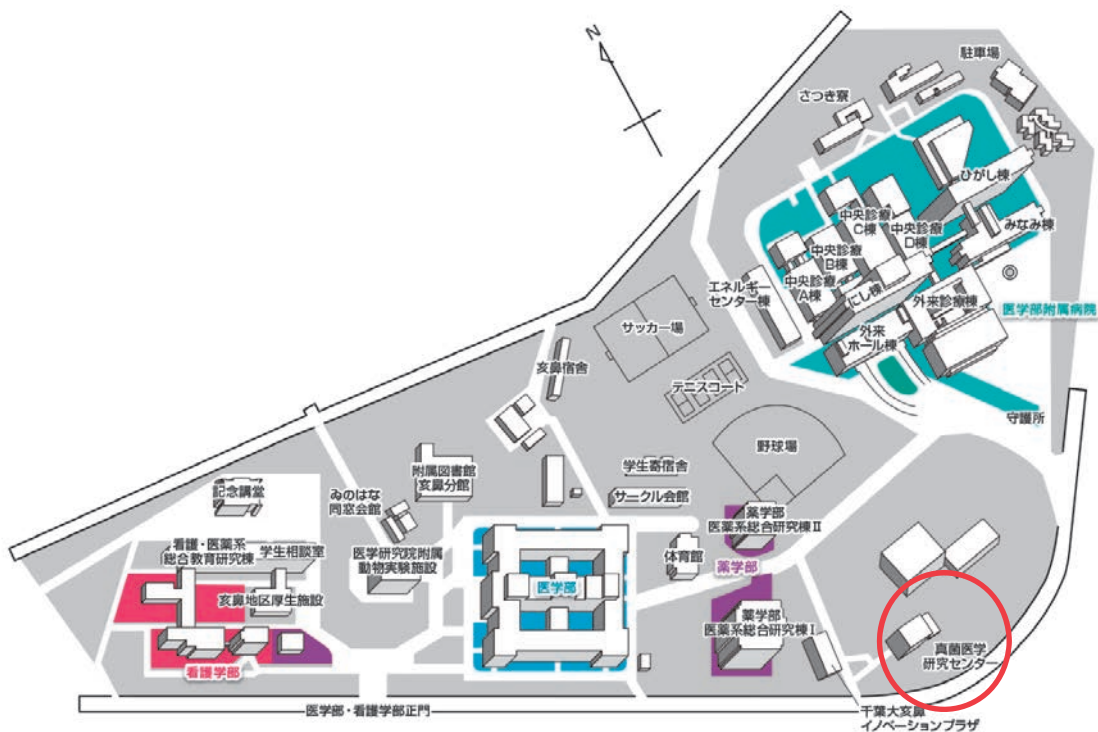 N
駐車場
さつき寮
ひがし棟
中央診療
C棟
中央診療
D棟
みなみ棟
中央診療
B棟
中央診療
A棟
エネルギー
センター棟
にし棟
外来診療棟
医学部附属病院
外来
ホール棟
サッカー場
亥鼻宿舎
テニスコート
守護所
野球場
附属図書館
亥鼻分館
学生寄宿舎
サークル会館
記念講堂
ゐのはな
同窓会館
薬学部
医薬系総合研究棟Ⅱ
看護・医薬系
総合教育研究棟
学生相談室
医学研究院附属
動物実験施設
体育館
薬学部
医学部
亥鼻地区厚生施設
薬学部
医薬系総合研究棟Ⅰ
真菌医学
研究センター
看護学部
医学部・看護学部正門
千葉大亥鼻
イノベーションプラザ